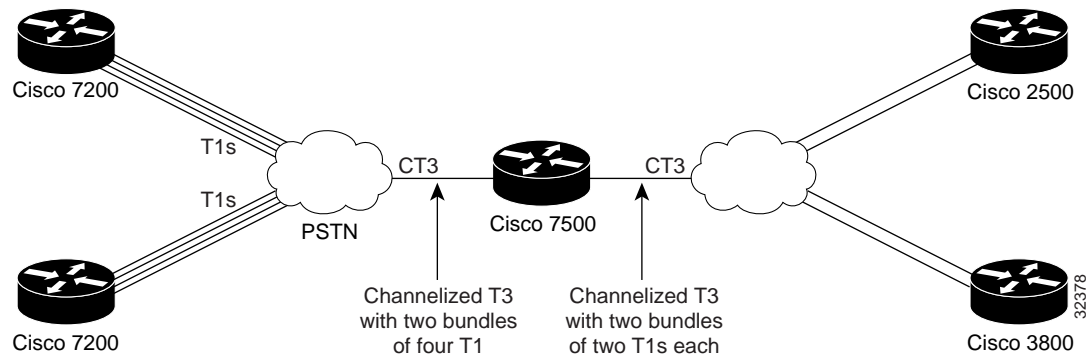 Cisco 7200
T1s
T1s
Cisco 7200
PSTN
CT3
Cisco 7500
CT3
Channelized T3
with two bundles
of four T1
Channelized T3
with two bundles
of two T1s each
Cisco 2500
Cisco 3800
32378